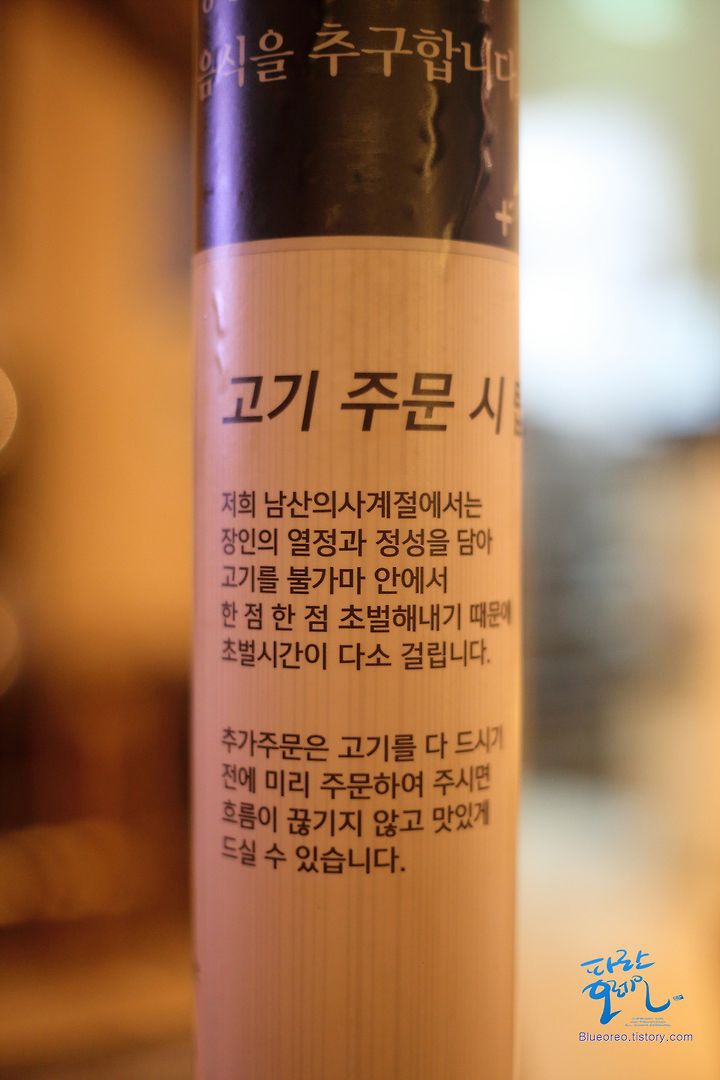 음식을 추구합니다
고기 주문 시
저희 남산의사계절에서는
장인의 열정과 정성을 담아
고기를 불가마 안에서
한 점 한 점 초벌해내기 때문에
초벌시간이 다소 걸립니다.
추가주문은 고기를 다 드시기
전에 미리 주문하여 주시면
흐름이 끊기지 않고 맛있게
드실 수 있습니다.
파란
오레오
Blueoreo.tistory.com